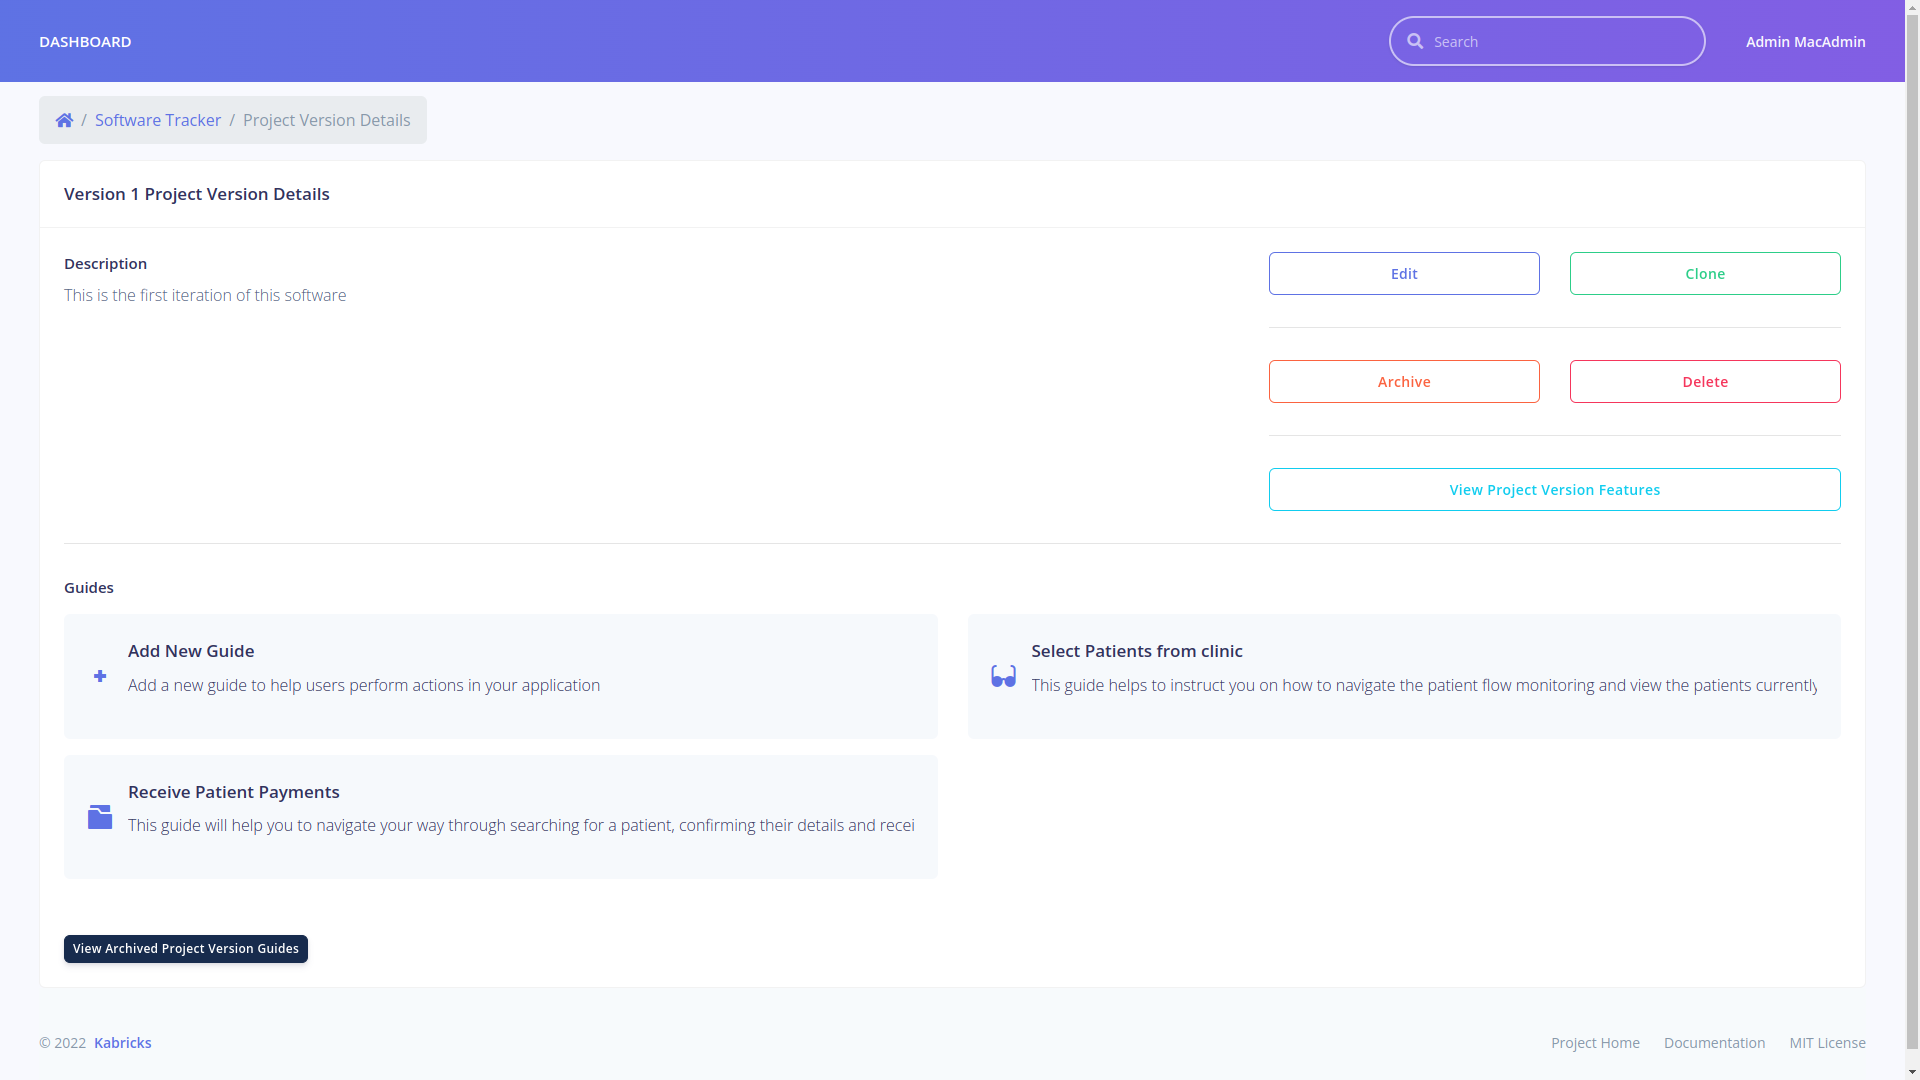 DASHBOARD
Search
Admin MacAdmin
/ Software Tracker / Project Version Details
Version 1 Project Version Details
Description
This is the first iteration of this software
Edit
Clone
Archive
Delete
View Project Version Features
Guides
Add New Guide
Add a new guide to help users perform actions in your application
Select Patients from clinic
This guide helps to instruct you on how to navigate the patient flow monitoring and view the patients currently
Receive Patient Payments
This guide will help you to navigate your way through searching for a patient, confirming their details and recei
View Archived Project Version Guides
© 2022 Kabricks
Project Home
Documentation
MIT License